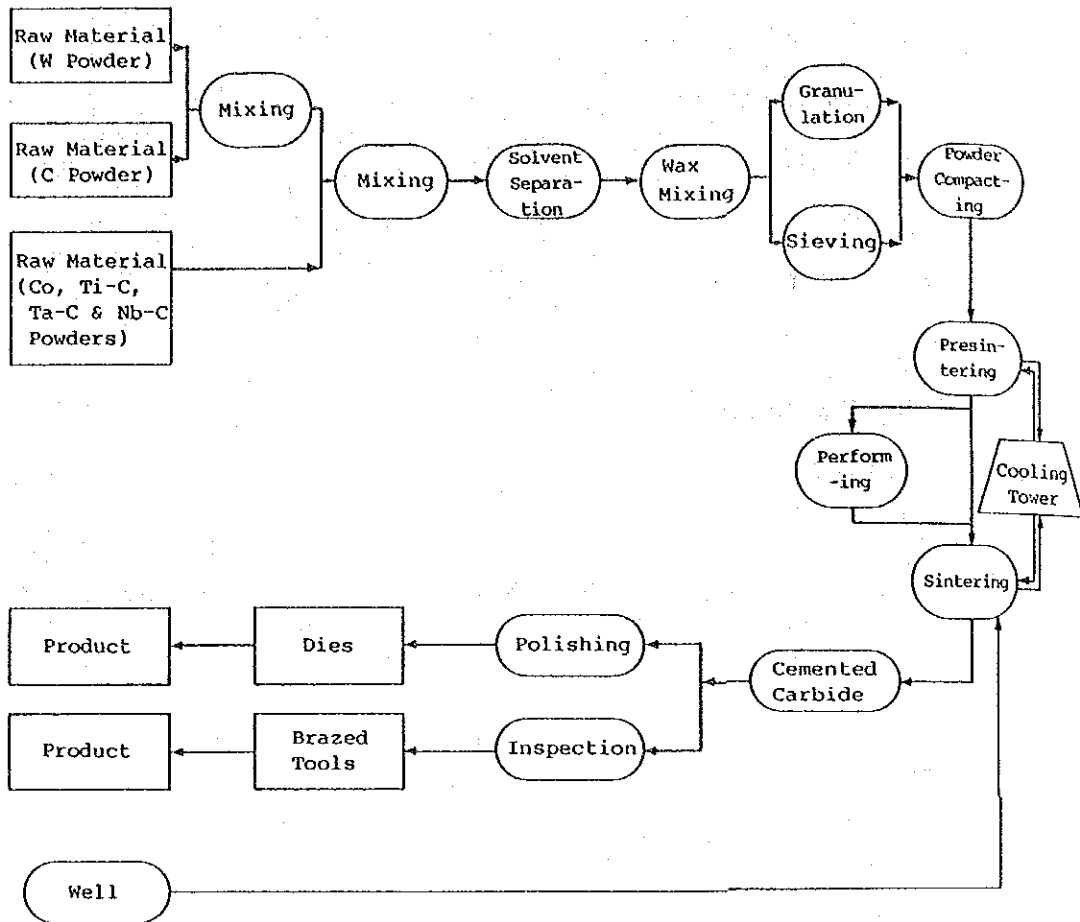 Raw Material
(W Powder)
Mixing
Raw Material
(C Powder)
Raw Material
(Co, Ti-C,
Ta-C & Nb-C
Powders)
Mixing
Solvent
Separa-
tion
Wax
Mixing
Granu-
lation
Sieving
Powder
Compact-
ing
Presin-
tering
Perform
-ing
Cooling
Tower
Sintering
Cemented
Carbide
Polishing
Dies
Product
Inspection
Brazed
Tools
Product
Well